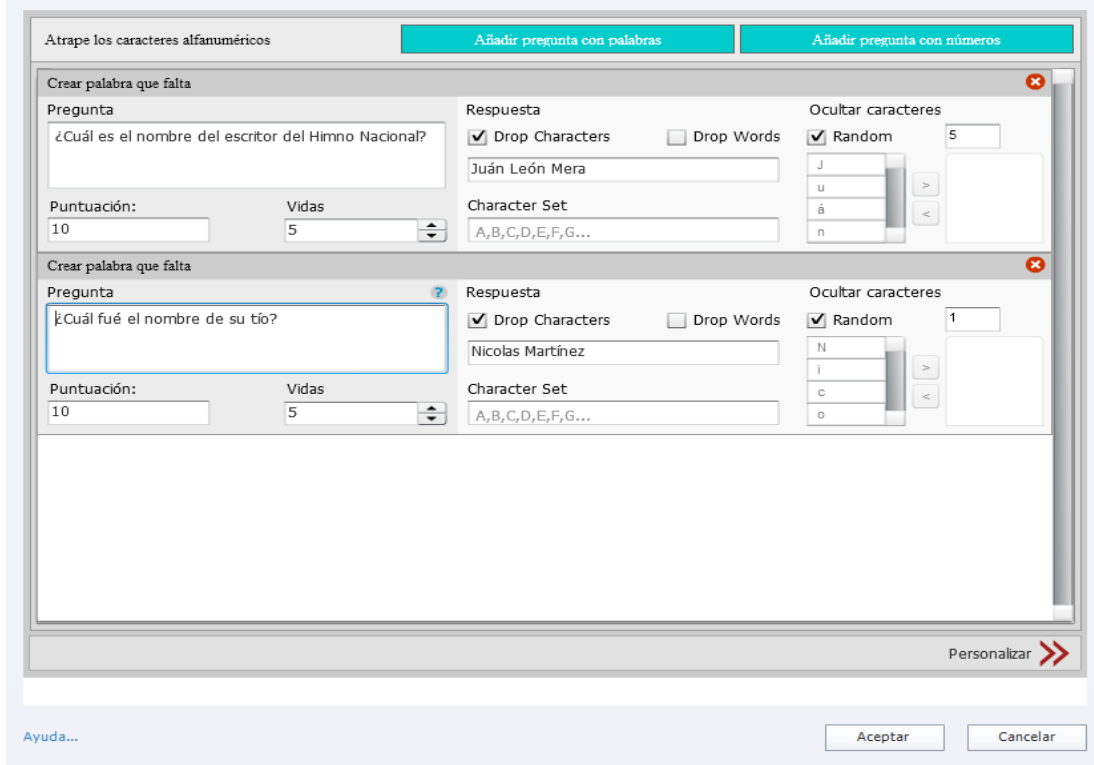 Atrape los caracteres alfanuméricos Añadir pregunta con palabras Añadir pregunta con números
Crear palabra que falta
Pregunta Respuesta Ocultar caracteres
¿Cuál es el nombre del escritor del Himno Nacional? Drop Characters Drop Words Random 5
Juán León Mera J
u >
Puntuación: Vidas Character Set á <
10 5 A,B,C,D,E,F,G... n
Crear palabra que falta
Pregunta ? Respuesta Ocultar caracteres
¿Cuál fué el nombre de su tío? Drop Characters Drop Words Random 1
Nicolas Martínez N
i >
Puntuación: Vidas Character Set c <
10 5 A,B,C,D,E,F,G... o
Personalizar
Ayuda... Aceptar Cancelar